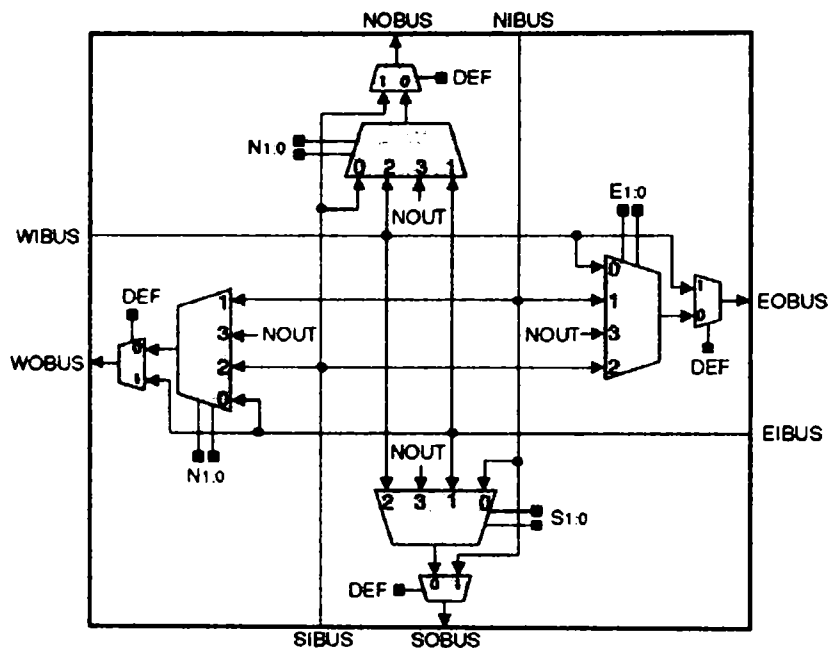 NOBUS NIBUS
1 0 DEF
N1:0
0 2 3 1
NOUT
E1:0
WIBUS
0
1
3
2
NOUT
1
0
EOBUS
DEF
DEF
1
3
2
0
NOUT
0
1
WOBUS
N1:0
EIBUS
NOUT
2 3 1 0
S1:0
DEF 0 1
SIBUS SOBUS